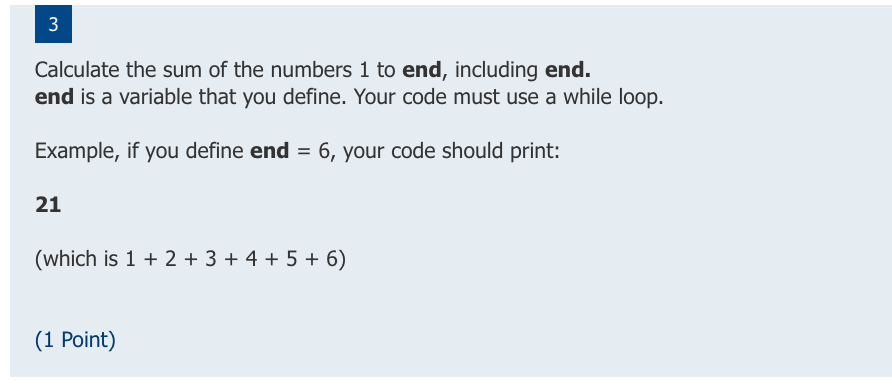 3
Calculate the sum of the numbers 1 to end, including end.
end is a variable that you define. Your code must use a while loop.
Example, if you define end = 6, your code should print:
21
(which is 1 + 2 + 3 + 4 + 5 + 6)
(1 Point)